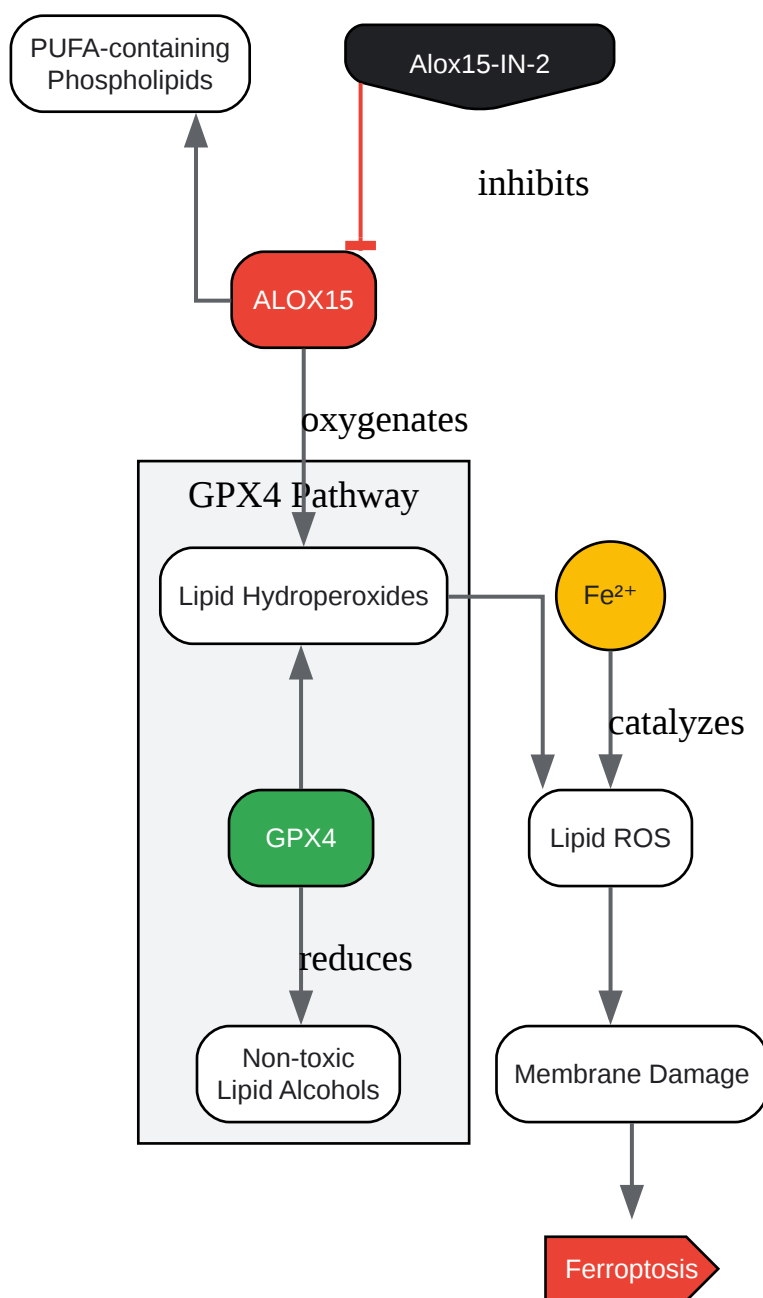 PUFA-containing
Phospholipids
Alox15-IN-2
inhibits
ALOX15
oxygenates
GPX4 Pathway
Lipid Hydroperoxides
Fe²⁺
catalyzes
GPX4
Lipid ROS
reduces
Non-toxic
Lipid Alcohols
Membrane Damage
Ferroptosis